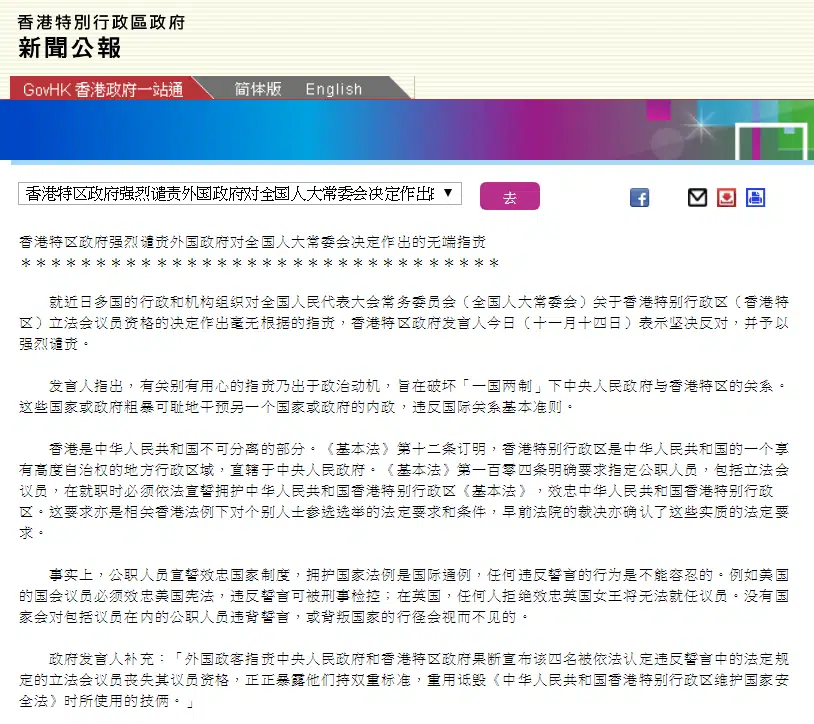 香港特別行政區政府
新聞公報
GovHK 香港政府一站通 简体版 English
香港特区政府强烈谴责外国政府对全国人大常委会决定作出 去
香港特区政府强烈谴责外国政府对全国人大常委会决定作出的无端指责
********************************
就近日多国的行政和机构组织对全国人民代表大会常务委员会（全国人大常委会）关于香港特别行政区（香港特
区）立法会议员资格的决定作出毫无根据的指责，香港特区政府发言人今日（十一月十四日）表示坚决反对，并予以
强烈谴责。
发言人指出，有关别有用心的指责乃出于政治动机，旨在破坏「一国两制」下中央人民政府与香港特区的关系。
这些国家或政府粗暴可耻地干预另一个国家或政府的内政，违反国际关系基本准则。
香港是中华人民共和国不可分离的部分。《基本法》第十二条订明，香港特别行政区是中华人民共和国的一个享
有高度自治权的地方行政区域，直辖于中央人民政府。《基本法》第一百零四条明确要求指定公职人员，包括立法会
议员，在就职时必须依法宣誓拥护中华人民共和国香港特别行政区《基本法》，效忠中华人民共和国香港特别行政
区。这要求亦是相关香港法例下对个别人士参选选举的法定要求和条件，早前法院的裁决亦确认了这些实质的法定要
求。
事实上，公职人员宣誓效忠国家制度，拥护国家法例是国际通例，任何违反誓言的行为是不能容忍的。例如美国
的国会议员必须效忠美国宪法，违反誓言可被刑事检控；在英国，任何人拒绝效忠英国女王将无法就任议员。没有国
家会对包括议员在内的公职人员违背誓言，或背叛国家的行径会视而不见的。
政府发言人补充：「外国政客指责中央人民政府和香港特区政府果断宣布该四名被依法认定违反誓言中的法定规
定的立法会议员丧失其议员资格，正正暴露他们持双重标准，重用诋毁《中华人民共和国香港特别行政区维护国家安
全法》时所使用的技俩。」